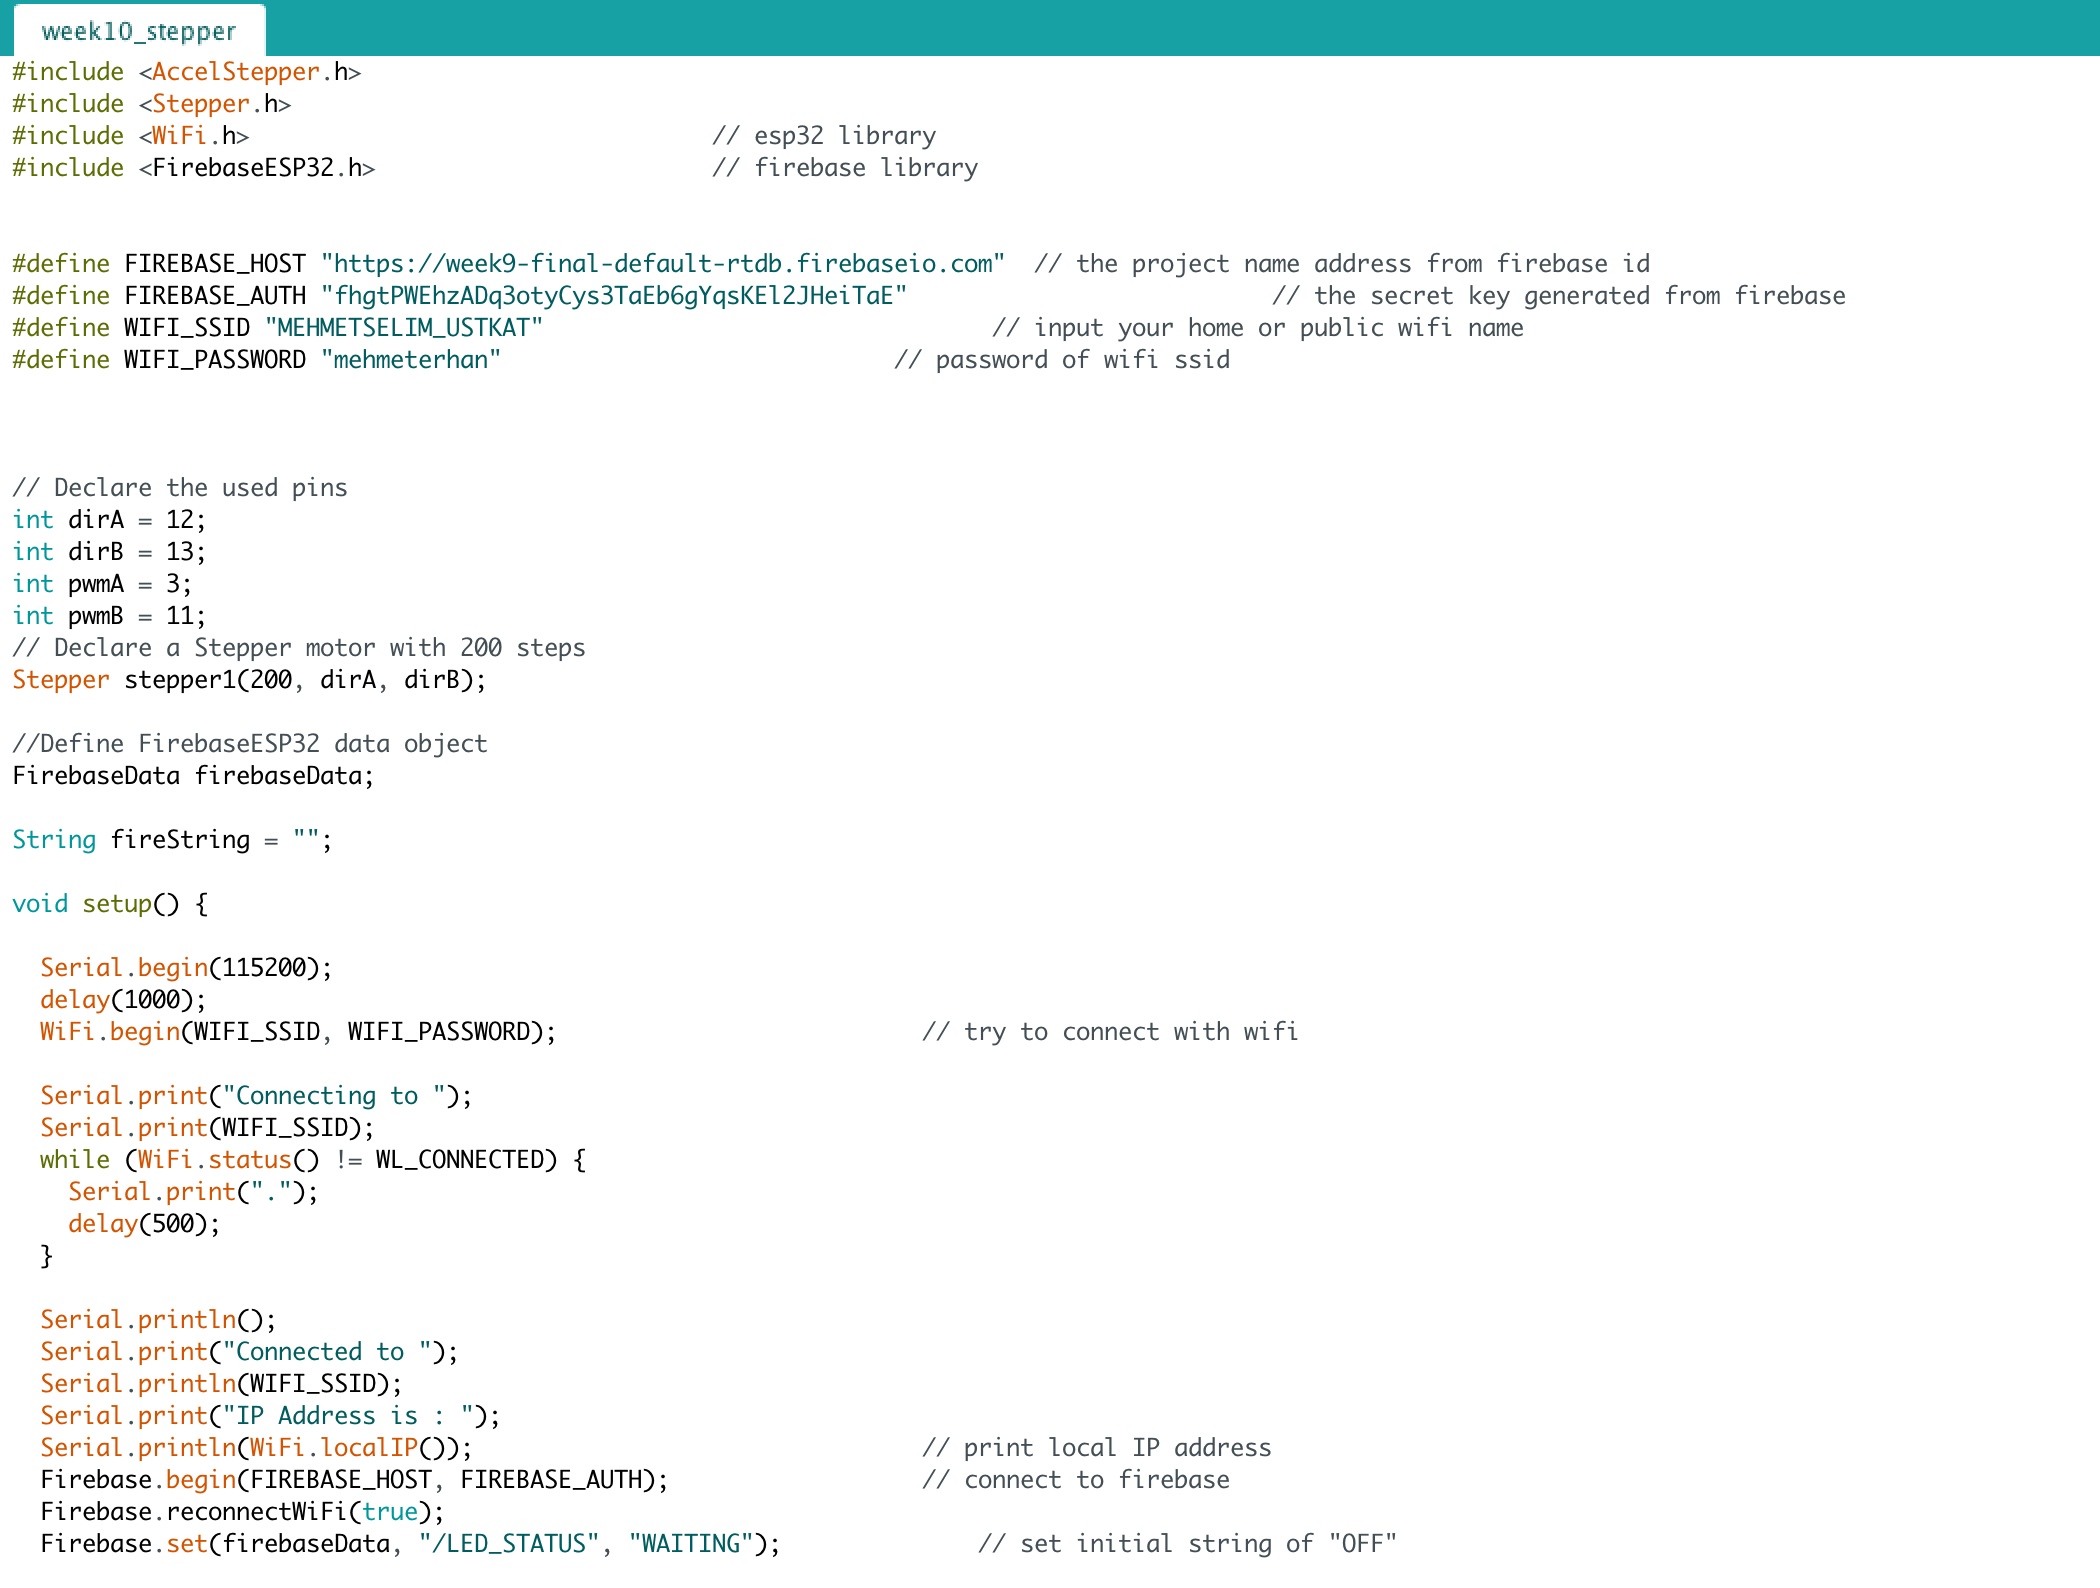 week10_stepper
#include <AccelStepper.h>
#include <Stepper.h>
#include <WiFi.h>                                 // esp32 library
#include <FirebaseESP32.h>                        // firebase library
#define FIREBASE_HOST "https://week9-final-default-rtdb.firebaseio.com"  // the project name address from firebase id
#define FIREBASE_AUTH "fhgtPWEhzADq3otyCys3TaEb6gYqsKEl2JHeiTaE"                          // the secret key generated from firebase
#define WIFI_SSID "MEHMETSELIM_USTKAT"                                // input your home or public wifi name
#define WIFI_PASSWORD "mehmeterhan"                            // password of wifi ssid
// Declare the used pins
int dirA = 12;
int dirB = 13;
int pwmA = 3;
int pwmB = 11;
// Declare a Stepper motor with 200 steps
Stepper stepper1(200, dirA, dirB);
//Define FirebaseESP32 data object
FirebaseData firebaseData;
String fireString = "";
void setup() {
  Serial.begin(115200);
  delay(1000);
  WiFi.begin(WIFI_SSID, WIFI_PASSWORD);                          // try to connect with wifi
  Serial.print("Connecting to ");
  Serial.print(WIFI_SSID);
  while (WiFi.status() != WL_CONNECTED) {
    Serial.print(".");
    delay(500);
  }
  Serial.println();
  Serial.print("Connected to ");
  Serial.println(WIFI_SSID);
  Serial.print("IP Address is : ");
  Serial.println(WiFi.localIP());                                // print local IP address
  Firebase.begin(FIREBASE_HOST, FIREBASE_AUTH);                  // connect to firebase
  Firebase.reconnectWiFi(true);
  Firebase.set(firebaseData, "/LED_STATUS", "WAITING");              // set initial string of "OFF"